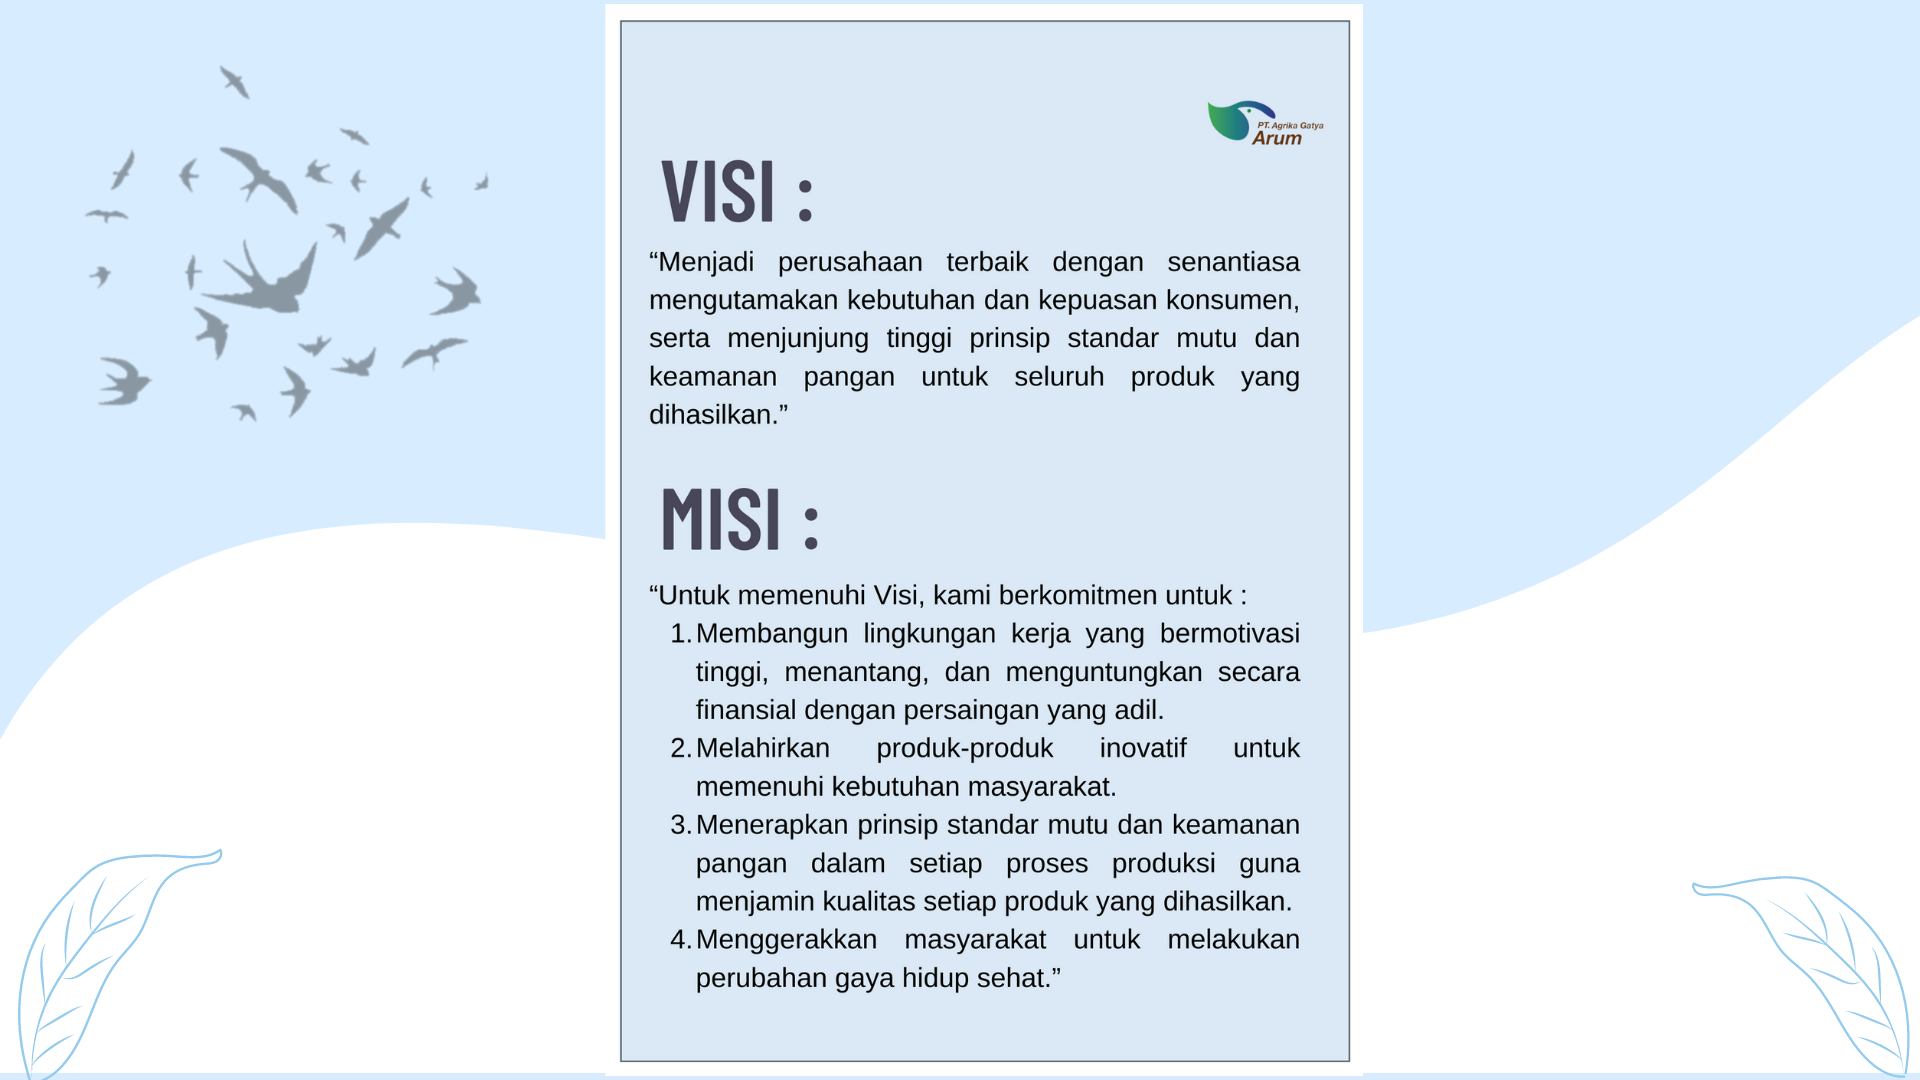 PT. Agrika Gatya
Arum
VISI :
“Menjadi perusahaan terbaik dengan senantiasa
mengutamakan kebutuhan dan kepuasan konsumen,
serta menjunjung tinggi prinsip standar mutu dan
keamanan pangan untuk seluruh produk yang
dihasilkan.”
MISI :
“Untuk memenuhi Visi, kami berkomitmen untuk :
1. Membangun lingkungan kerja yang bermotivasi
tinggi, menantang, dan menguntungkan secara
finansial dengan persaingan yang adil.
2. Melahirkan produk-produk inovatif untuk
memenuhi kebutuhan masyarakat.
3. Menerapkan prinsip standar mutu dan keamanan
pangan dalam setiap proses produksi guna
menjamin kualitas setiap produk yang dihasilkan.
4. Menggerakkan masyarakat untuk melakukan
perubahan gaya hidup sehat.”